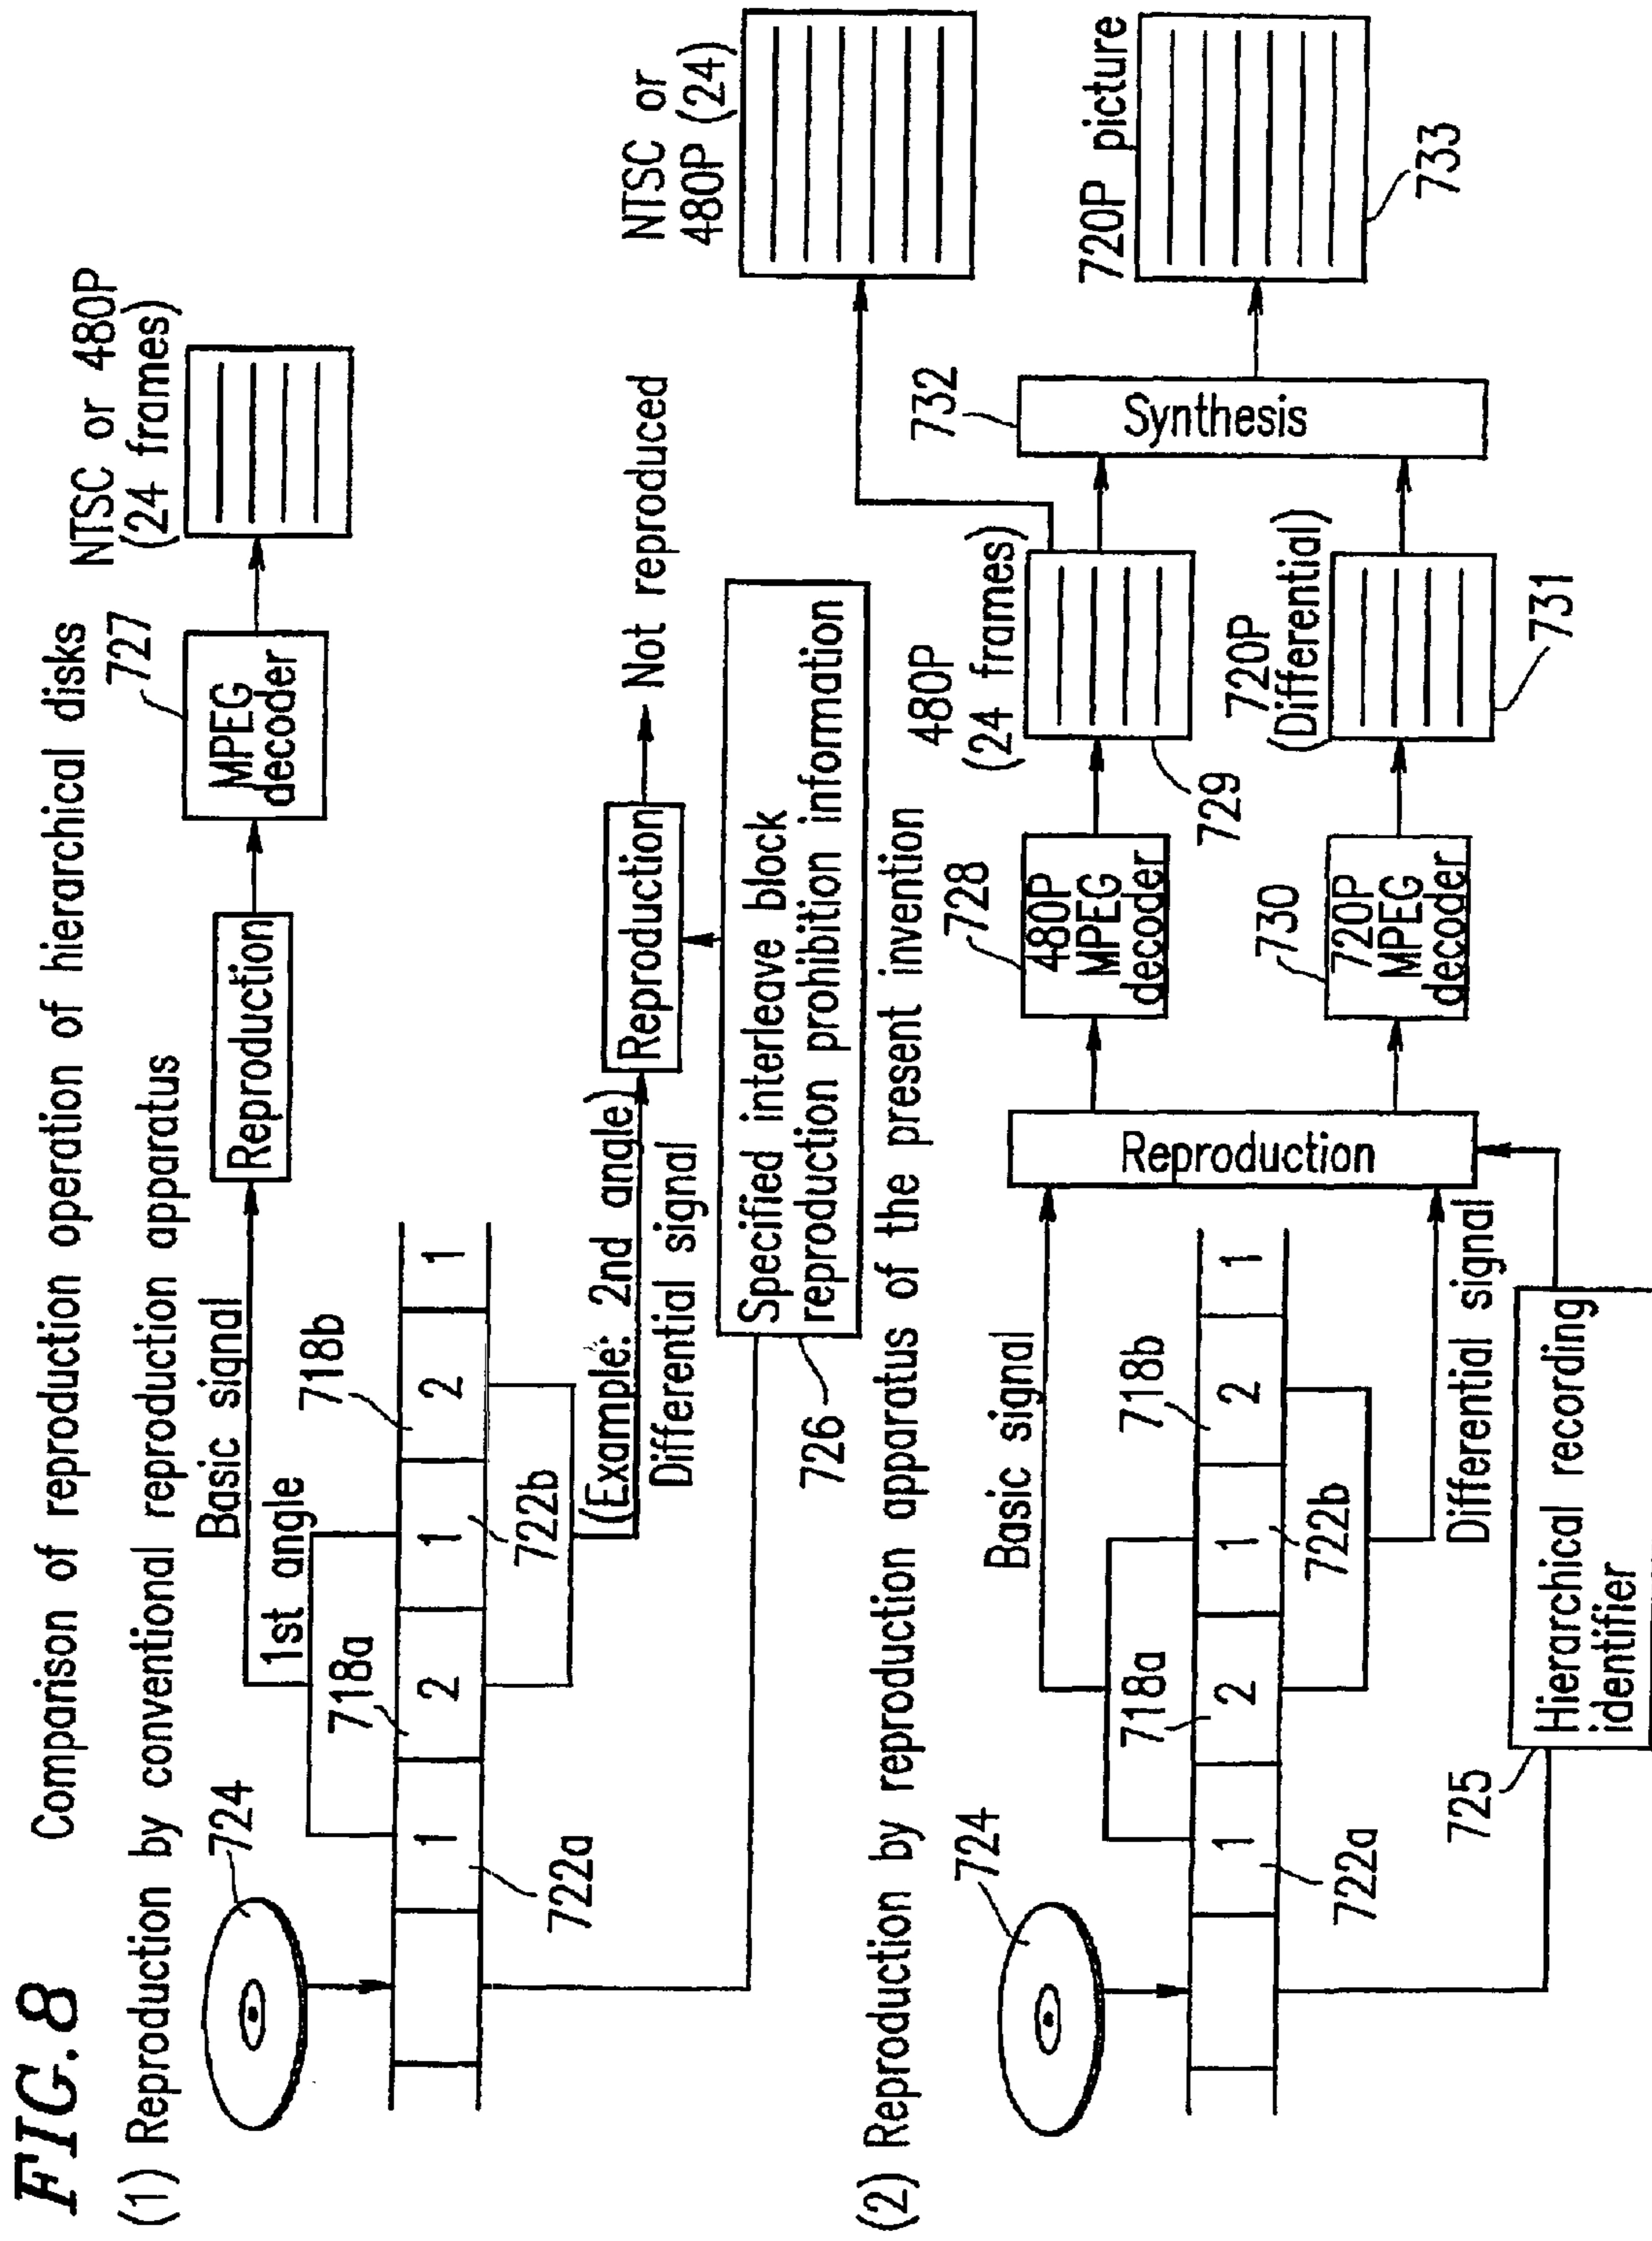 FIG. 8
Comparison of reproduction operation of hierarchical disks
(1) Reproduction by conventional reproduction apparatus
724
Basic signal
1st angle
Reproduction
727
MPEG
decoder
NTSC or 480P
(24 frames)
718a
718b
1
2
1
2
1
722a
722b
(Example: 2nd angle)
Differential signal
Reproduction
Not reproduced
726
Specified interleave block
reproduction prohibition information
(2) Reproduction by reproduction apparatus of the present invention
724
Basic signal
718a
718b
1
2
1
2
1
722a
722b
Differential signal
725
Hierarchical recording
identifier
Reproduction
728
480P
MPEG
decoder
480P
(24 frames)
729
730
720P
MPEG
decoder
720P
(Differential)
731
732
Synthesis
NTSC or
480P (24)
720P picture
733